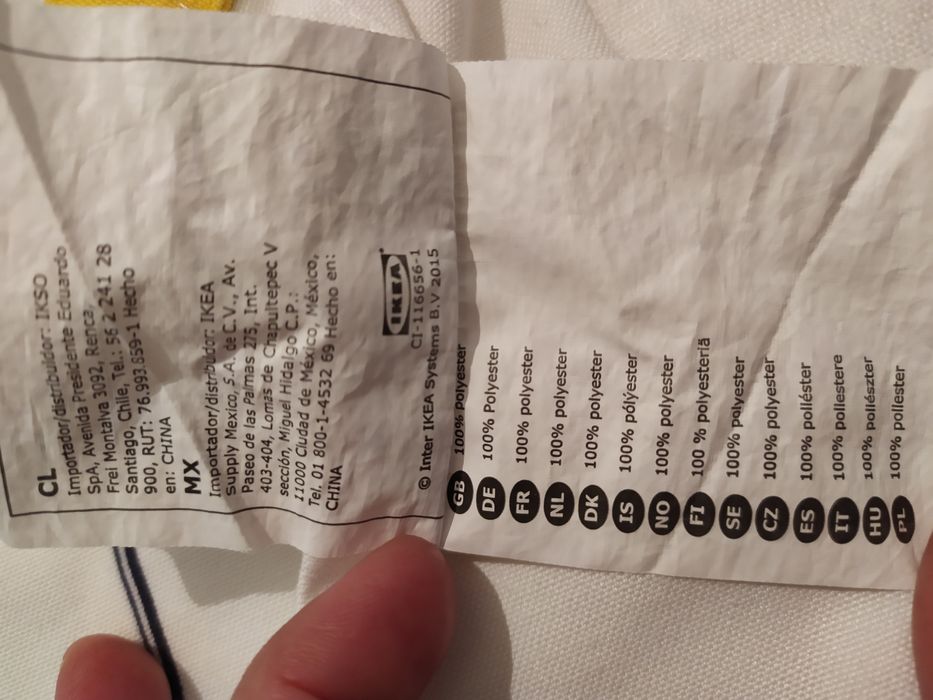 CL
Importador/distribuidor: IKSO
SpA, Avenida Presidente Eduardo
Frei Montalva 3092, Renca,
Santiago, Chile, Tel.: 56 2 241 28
900, RUT: 76.993.859-1 Hecho
en: CHINA
MX
Importador/distribuidor: IKEA
Supply Mexico, S.A. de C.V., Av.
Paseo de las Palmas 275, Int.
403-404, Lomas de Chapultepec V
sección, Miguel Hidalgo C.P.:
11000 Ciudad de México, México,
Tel. 01 800-1-4532 69 Hecho en:
CHINA
IKEA
CI-116656-1
© Inter IKEA Systems B.V 2015
GB 100% polyester
DE 100% Polyester
FR 100% polyester
NL 100% polyester
DK 100% polyester
IS 100% pólýester
NO 100% polyester
FI 100 % polyesteriä
SE 100% polyester
CZ 100% polyester
ES 100% poliéster
IT 100% poliestere
HU 100% poliészter
PL 100% poliester